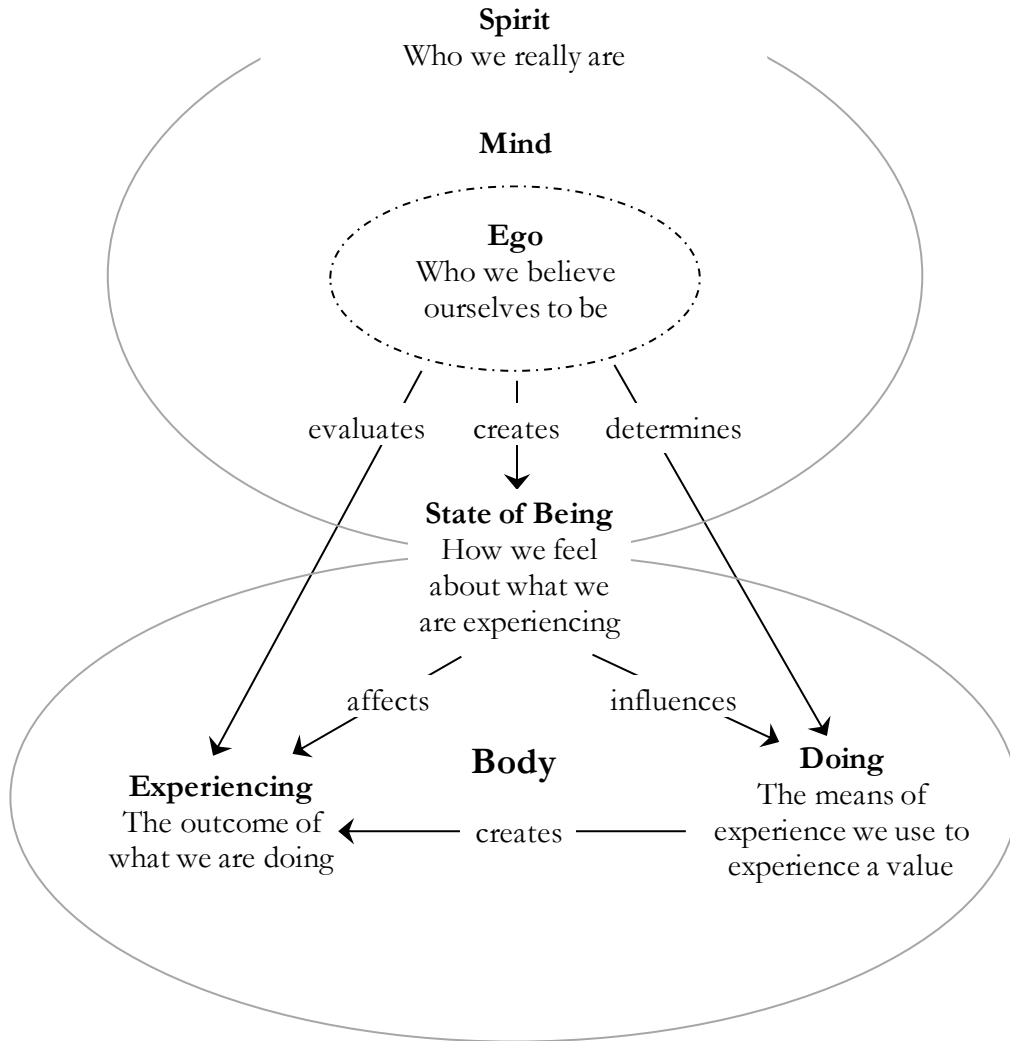 Spirit
Who we really are
Mind
Ego
Who we believe
ourselves to be
evaluates
creates
determines
State of Being
How we feel
about what we
are experiencing
affects
influences
Body
Experiencing
The outcome of
what we are doing
creates
Doing
The means of
experience we use to
experience a value